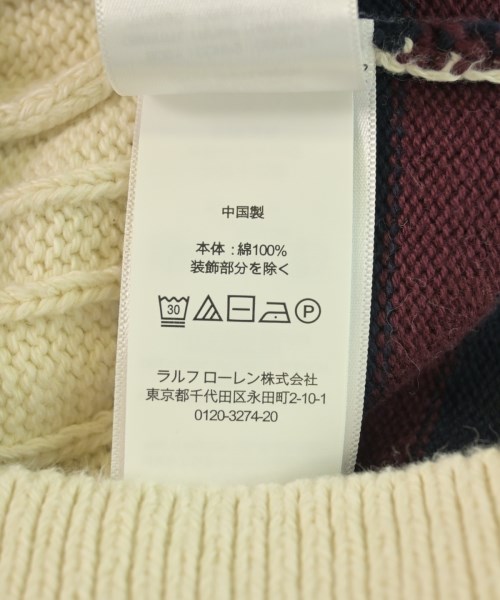 中国製
本体 : 綿100%
装飾部分を除く
30 P
ラルフ ローレン株式会社
東京都千代田区永田町2-10-1
0120-3274-20